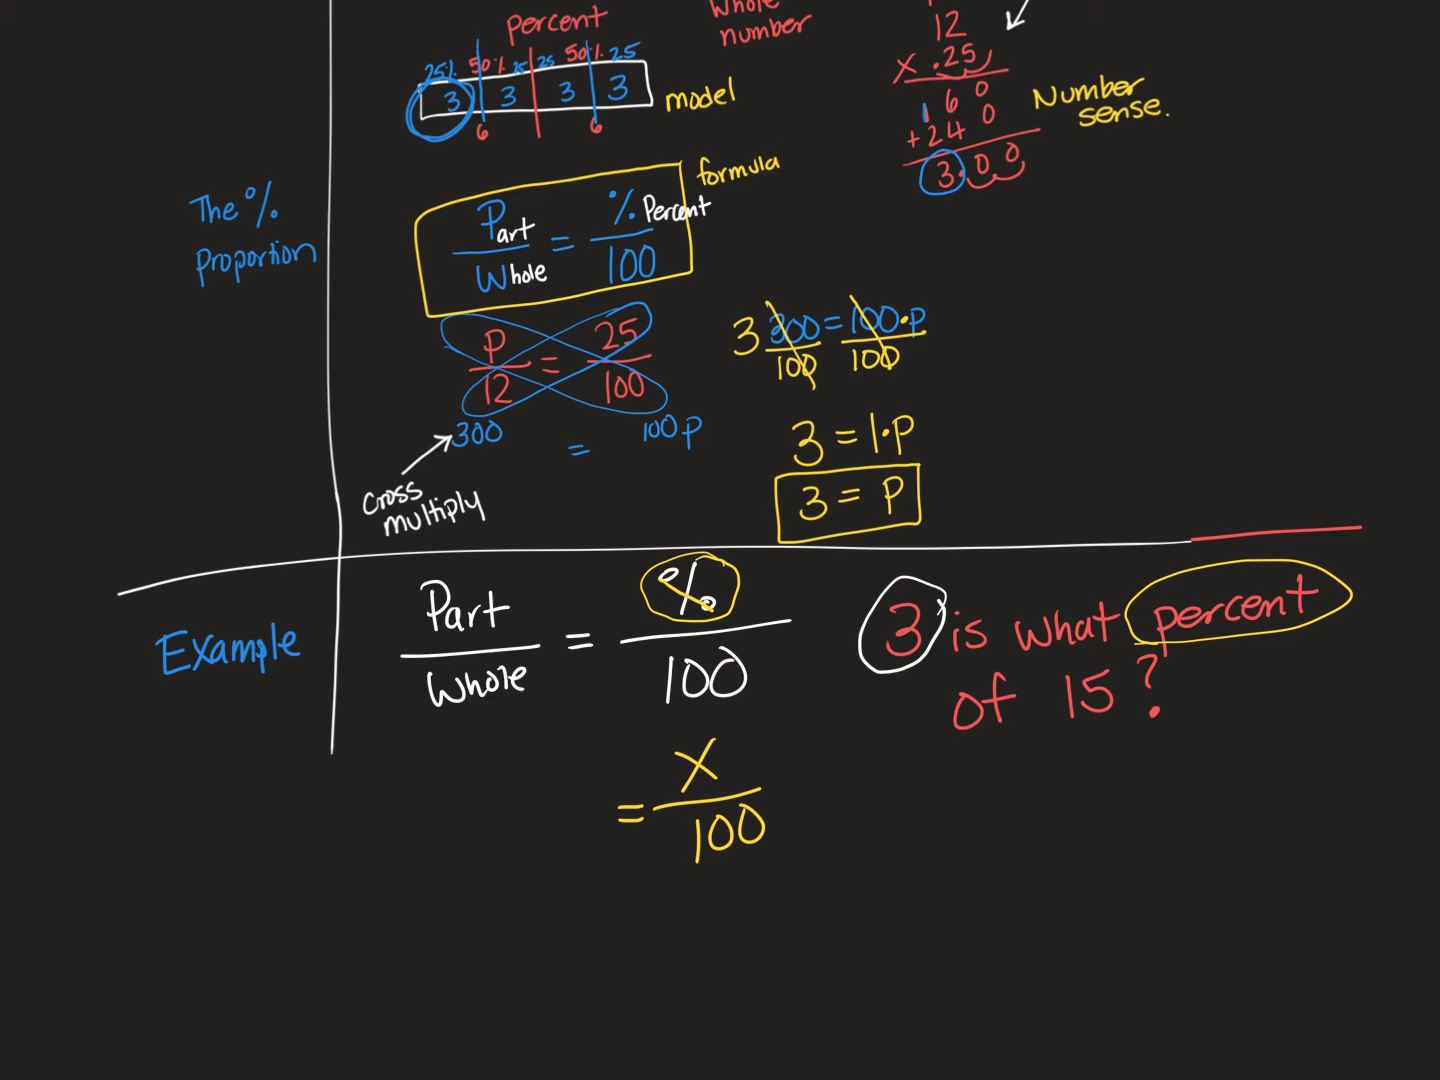 percent
Whole
number
25% 50% 25 25 50% 25
3 3 3 3
6 6
model
12
x .25
1
60
+240
3.00
Number
sense.
The %
Proportion
formula
Part
Whole
=
% Percent
100
P
12
=
25
100
300 = 100p
Cross
multiply
3 300 = 100•p
100 100
3 = 1•P
3 = P
Example
Part
Whole
=
%
100
3 is what percent
of 15?
= X
100